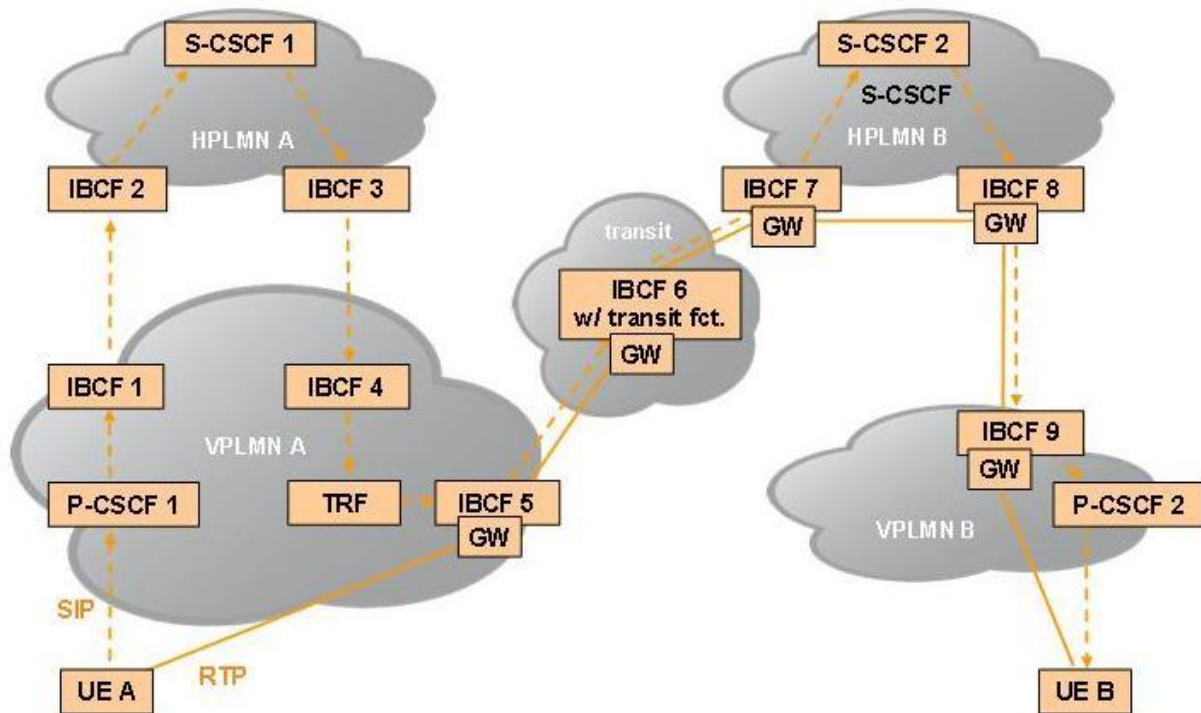 S-CSCF 1
S-CSCF 2
S-CSCF
HPLMN A
HPLMN B
IBCF 2
IBCF 3
IBCF 7
IBCF 8
GW
GW
transit
IBCF 6
w/ transit fct.
GW
IBCF 1
IBCF 4
IBCF 9
VPLMN A
GW
P-CSCF 1
TRF
IBCF 5
P-CSCF 2
GW
VPLMN B
SIP
RTP
UE A
UE B